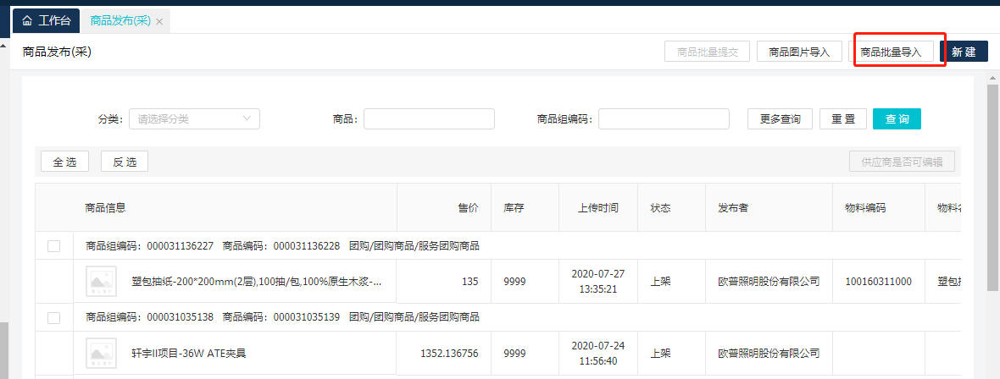 工作台 商品发布(采) ×
商品发布(采) 商品批量提交 商品图片导入 商品批量导入 新 建
分类: 请选择分类 商品: 商品组编码: 更多查询 重 置 查 询
全 选 反 选 供应商是否可编辑
商品信息 售价 库存 上传时间 状态 发布者 物料编码 物料
商品组编码: 000031136227 商品编码: 000031136228 团购/团购商品/服务团购商品
塑包抽纸-200*200mm(2层),100抽/包,100%原生木浆-... 135 9999 2020-07-27 13:35:21 上架 欧普照明股份有限公司 100160311000 塑包
商品组编码: 000031035138 商品编码: 000031035139 团购/团购商品/服务团购商品
轩宇II项目-36W ATE夹具 1352.136756 9999 2020-07-24 11:56:40 上架 欧普照明股份有限公司